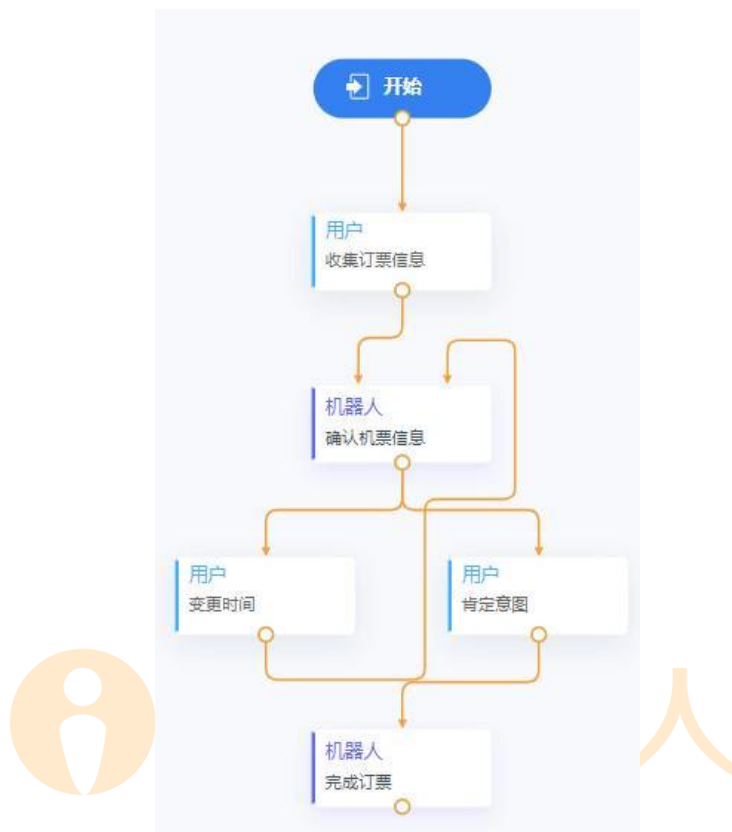 开始
用户
收集订票信息
机器人
确认机票信息
用户
变更时间
用户
肯定意图
机器人
完成订票
人